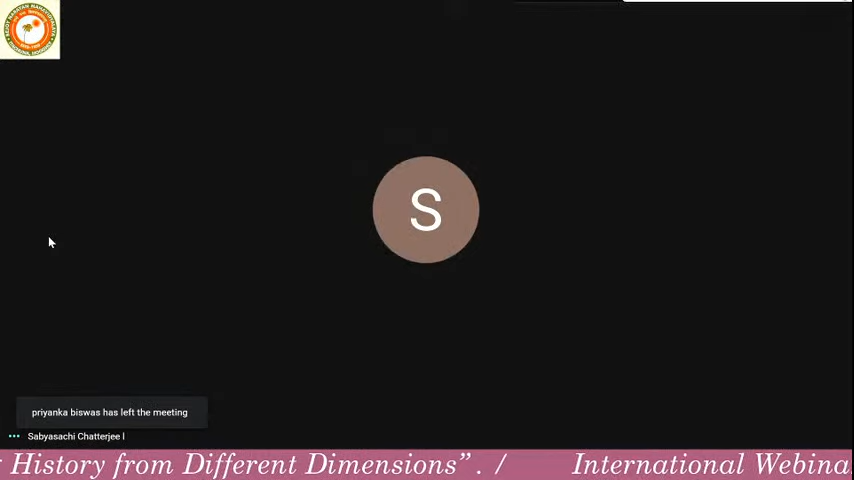 S
priyanka biswas has left the meeting
Sabyasachi Chatterjee l
History from Different Dimensions”. / International Webina